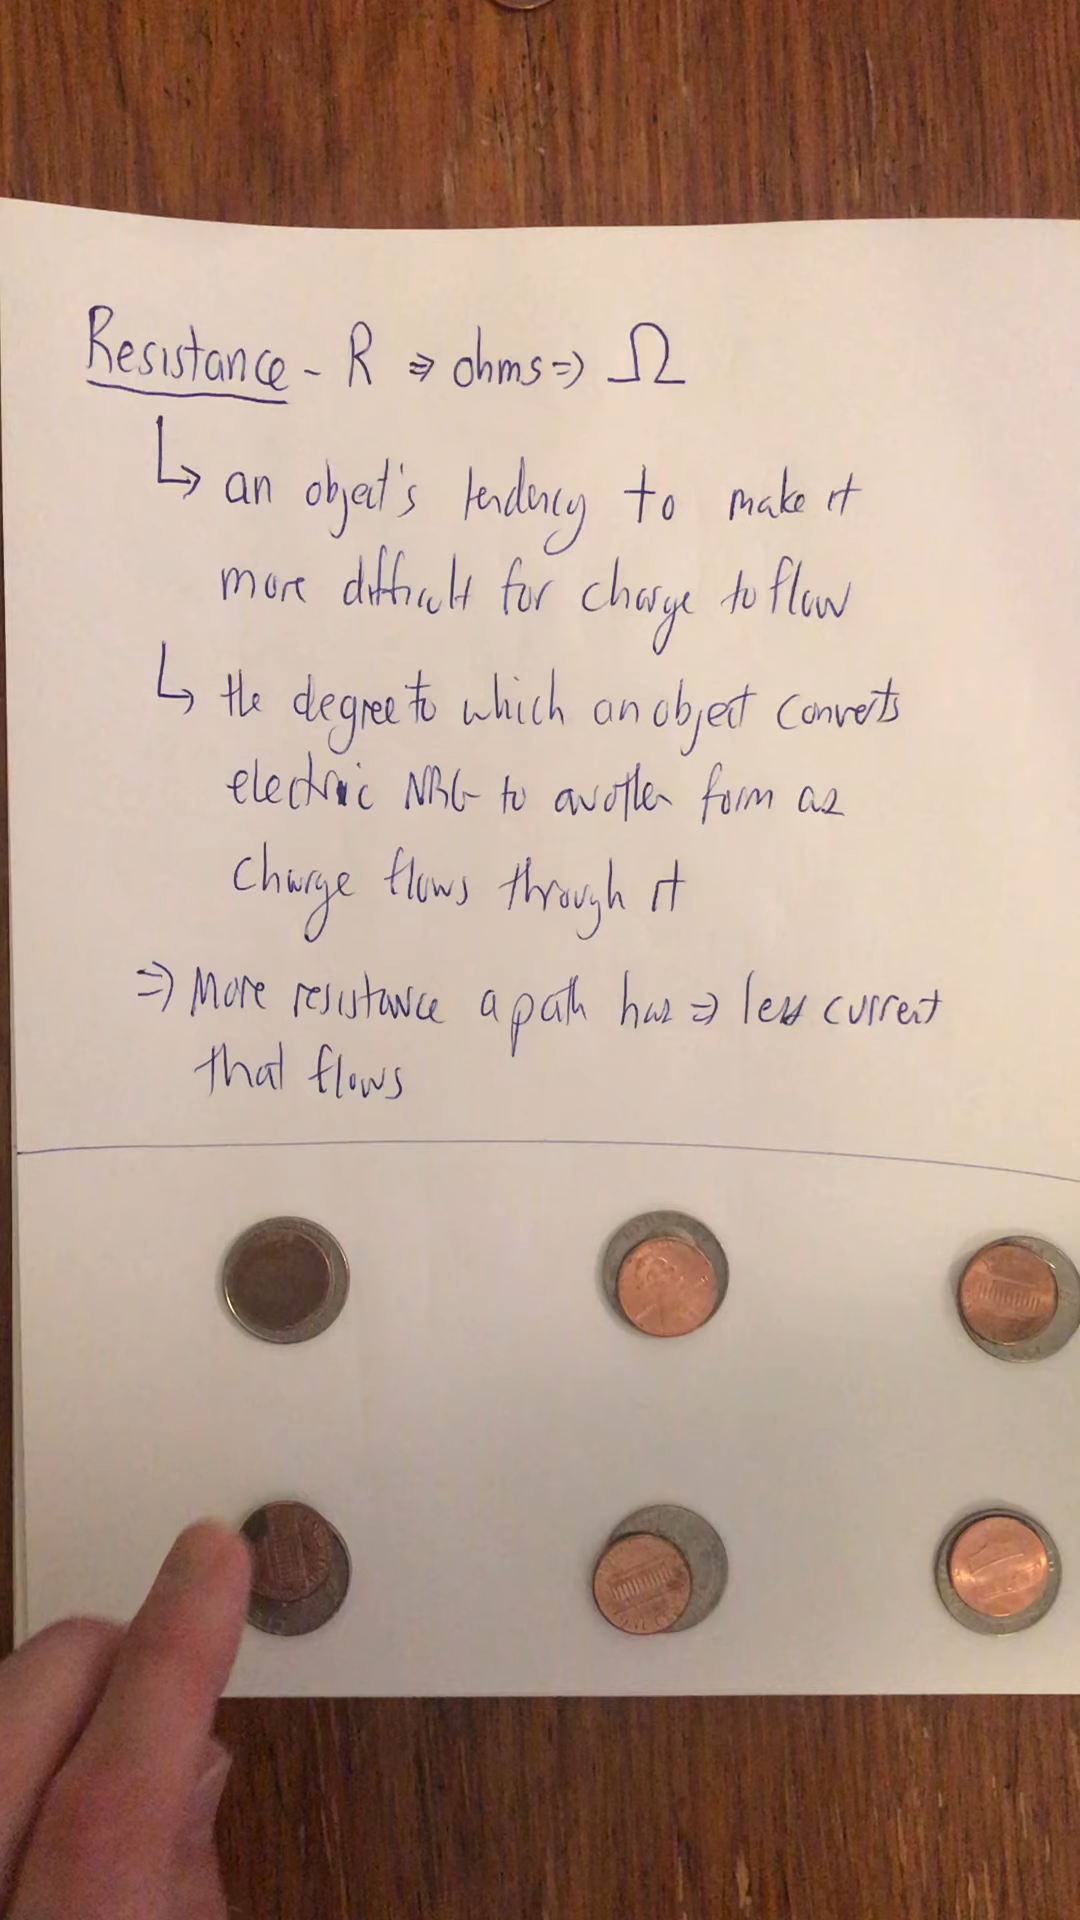 Resistance - R ⇒ ohms ⇒ Ω
↳ an object's tendency to make it
more difficult for charge to flow
↳ the degree to which an object converts
electric NRG to another form as
charge flows through it
⇒ More resistance a path has ⇒ less current
that flows